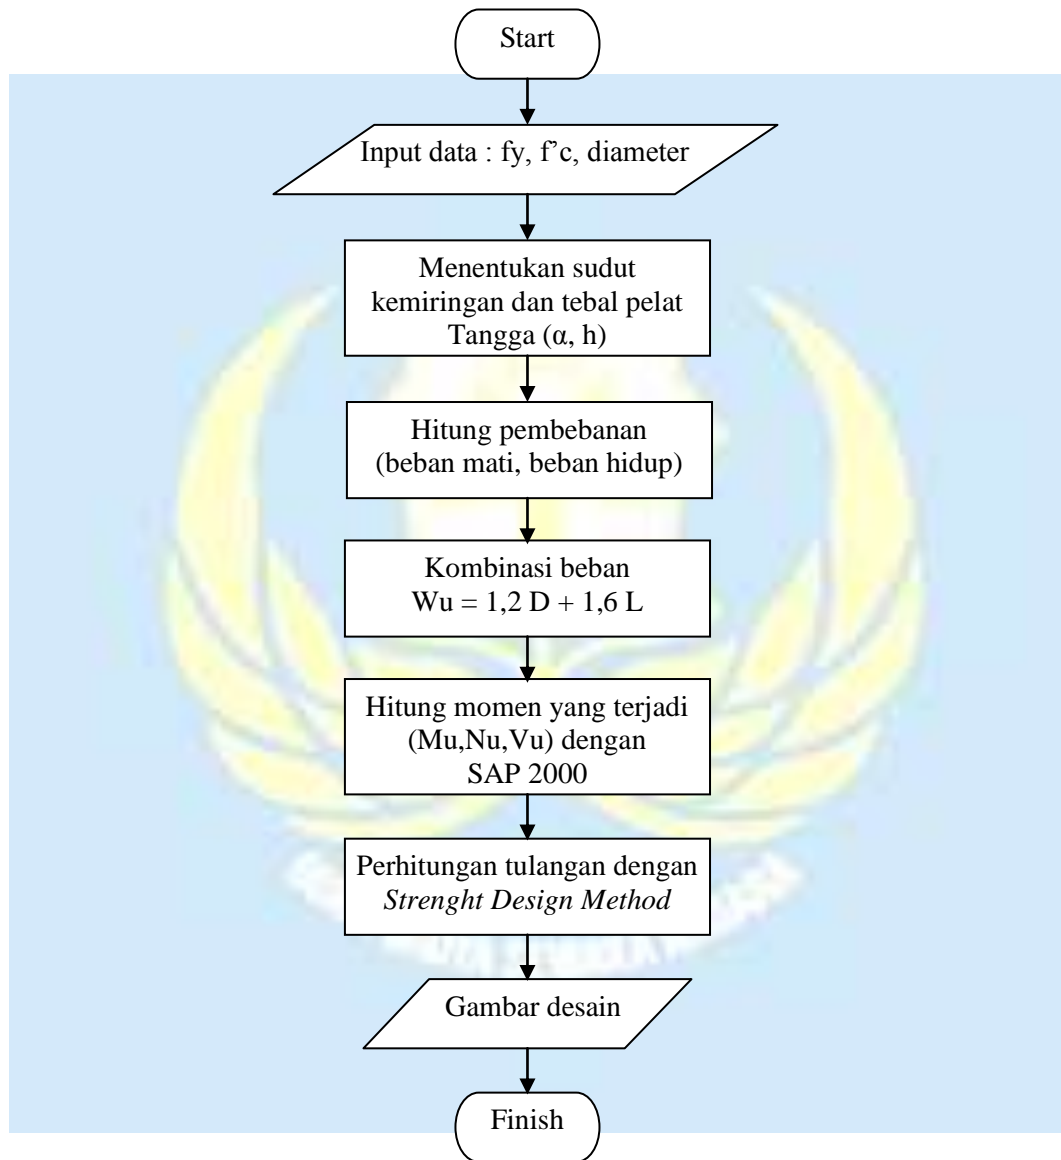 Start
Input data : fy, f’c, diameter
Menentukan sudut
kemiringan dan tebal pelat
Tangga (α, h)
Hitung pembebanan
(beban mati, beban hidup)
Kombinasi beban
Wu = 1,2 D + 1,6 L
Hitung momen yang terjadi
(Mu,Nu,Vu) dengan
SAP 2000
Perhitungan tulangan dengan
Strenght Design Method
Gambar desain
Finish